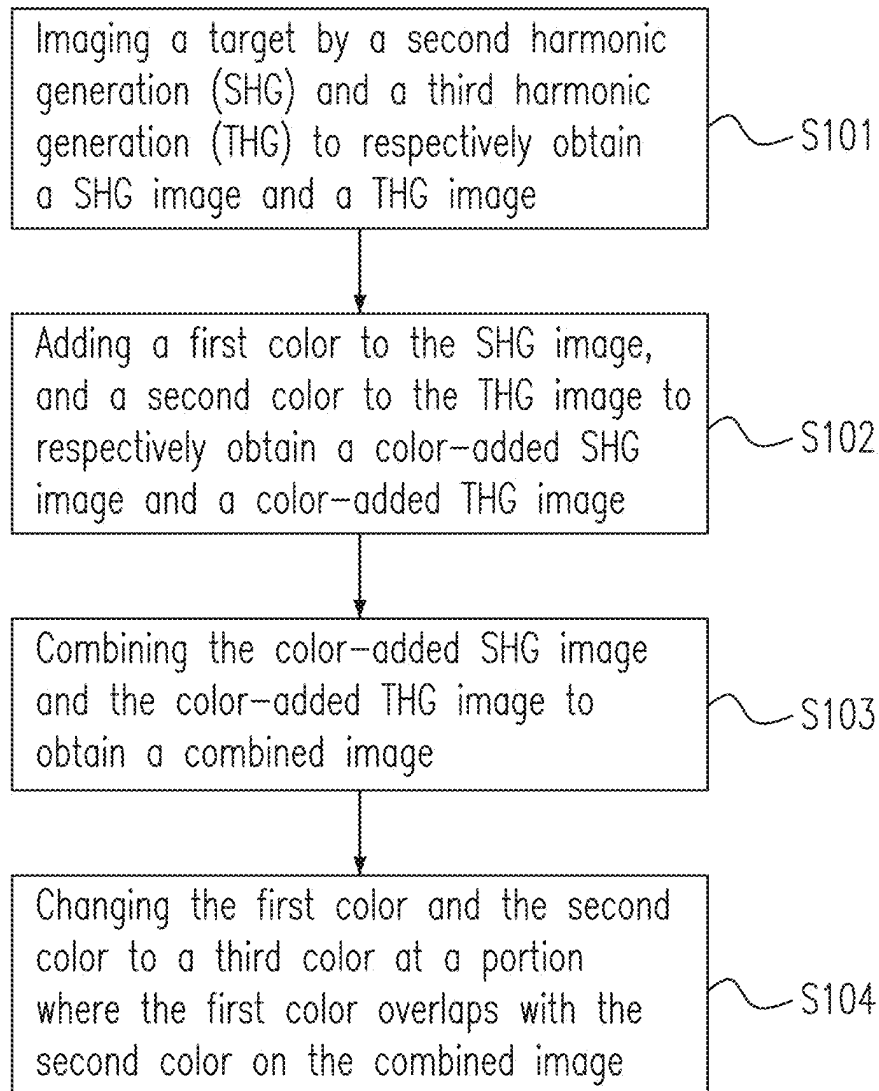 Imaging a target by a second harmonic
generation (SHG) and a third harmonic
generation (THG) to respectively obtain
a SHG image and a THG image
S101
Adding a first color to the SHG image,
and a second color to the THG image to
respectively obtain a color-added SHG
image and a color-added THG image
S102
Combining the color-added SHG image
and the color-added THG image to
obtain a combined image
S103
Changing the first color and the second
color to a third color at a portion
where the first color overlaps with the
second color on the combined image
S104